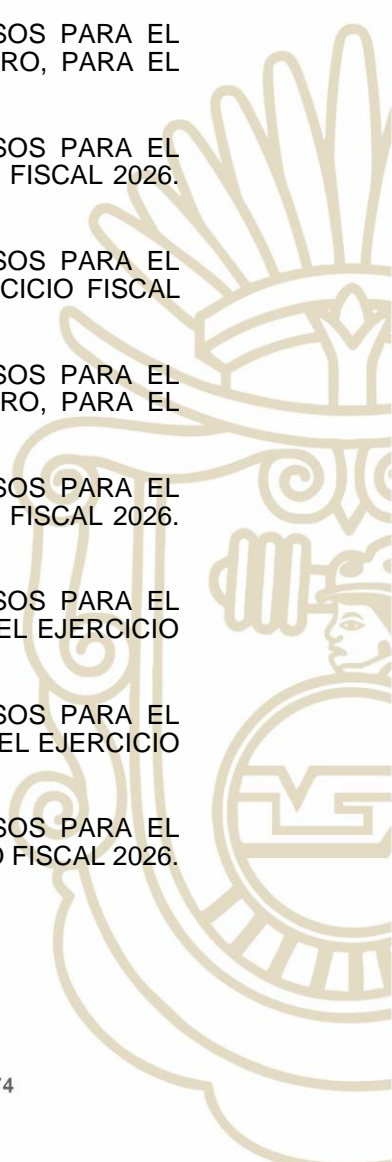 SOS PARA EL
RO, PARA EL
SOS PARA EL
FISCAL 2026.
SOS PARA EL
CICIO FISCAL
SOS PARA EL
RO, PARA EL
SOS PARA EL
FISCAL 2026.
SOS PARA EL
EL EJERCICIO
SOS PARA EL
EL EJERCICIO
SOS PARA EL
O FISCAL 2026.
74